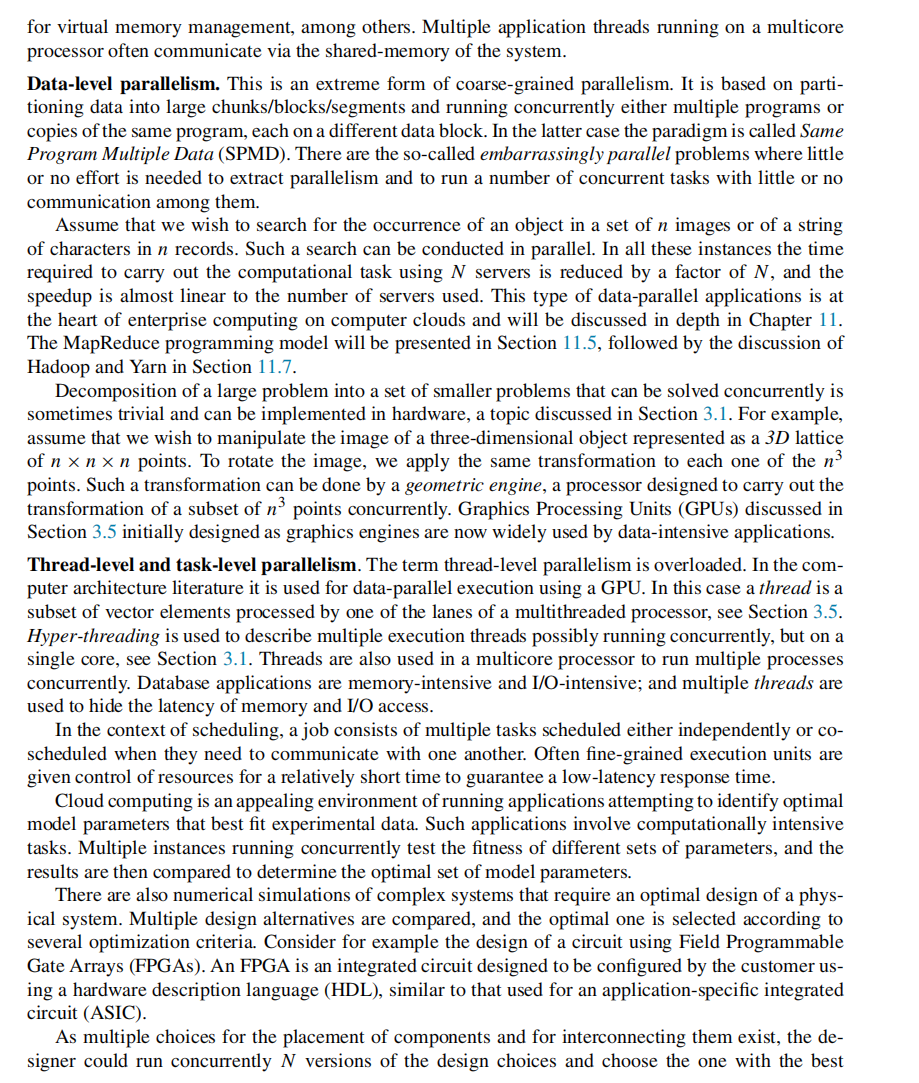 for virtual memory management, among others. Multiple application threads running on a multicore
processor often communicate via the shared-memory of the system.
Data-level parallelism. This is an extreme form of coarse-grained parallelism. It is based on parti-
tioning data into large chunks/blocks/segments and running concurrently either multiple programs or
copies of the same program, each on a different data block. In the latter case the paradigm is called Same
Program Multiple Data (SPMD). There are the so-called embarrassingly parallel problems where little
or no effort is needed to extract parallelism and to run a number of concurrent tasks with little or no
communication among them.
Assume that we wish to search for the occurrence of an object in a set of n images or of a string
of characters in n records. Such a search can be conducted in parallel. In all these instances the time
required to carry out the computational task using N servers is reduced by a factor of N, and the
speedup is almost linear to the number of servers used. This type of data-parallel applications is at
the heart of enterprise computing on computer clouds and will be discussed in depth in Chapter 11.
The MapReduce programming model will be presented in Section 11.5, followed by the discussion of
Hadoop and Yarn in Section 11.7.
Decomposition of a large problem into a set of smaller problems that can be solved concurrently is
sometimes trivial and can be implemented in hardware, a topic discussed in Section 3.1. For example,
assume that we wish to manipulate the image of a three-dimensional object represented as a 3D lattice
of n × n × n points. To rotate the image, we apply the same transformation to each one of the n³
points. Such a transformation can be done by a geometric engine, a processor designed to carry out the
transformation of a subset of n³ points concurrently. Graphics Processing Units (GPUs) discussed in
Section 3.5 initially designed as graphics engines are now widely used by data-intensive applications.
Thread-level and task-level parallelism. The term thread-level parallelism is overloaded. In the com-
puter architecture literature it is used for data-parallel execution using a GPU. In this case a thread is a
subset of vector elements processed by one of the lanes of a multithreaded processor, see Section 3.5.
Hyper-threading is used to describe multiple execution threads possibly running concurrently, but on a
single core, see Section 3.1. Threads are also used in a multicore processor to run multiple processes
concurrently. Database applications are memory-intensive and I/O-intensive; and multiple threads are
used to hide the latency of memory and I/O access.
In the context of scheduling, a job consists of multiple tasks scheduled either independently or co-
scheduled when they need to communicate with one another. Often fine-grained execution units are
given control of resources for a relatively short time to guarantee a low-latency response time.
Cloud computing is an appealing environment of running applications attempting to identify optimal
model parameters that best fit experimental data. Such applications involve computationally intensive
tasks. Multiple instances running concurrently test the fitness of different sets of parameters, and the
results are then compared to determine the optimal set of model parameters.
There are also numerical simulations of complex systems that require an optimal design of a phys-
ical system. Multiple design alternatives are compared, and the optimal one is selected according to
several optimization criteria. Consider for example the design of a circuit using Field Programmable
Gate Arrays (FPGAs). An FPGA is an integrated circuit designed to be configured by the customer us-
ing a hardware description language (HDL), similar to that used for an application-specific integrated
circuit (ASIC).
As multiple choices for the placement of components and for interconnecting them exist, the de-
signer could run concurrently N versions of the design choices and choose the one with the best